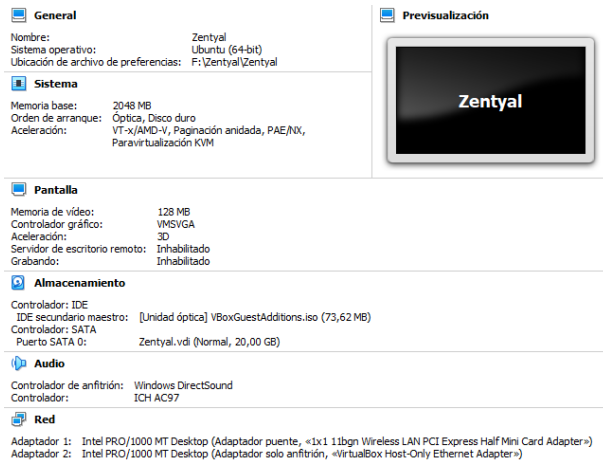 General
Nombre: Zentyal
Sistema operativo: Ubuntu (64-bit)
Ubicación de archivo de preferencias: F:\Zentyal\Zentyal
Previsualización
Zentyal
Sistema
Memoria base: 2048 MB
Orden de arranque: Óptica, Disco duro
Aceleración: VT-x/AMD-V, Paginación anidada, PAE/NX,
Paravirtualización KVM
Pantalla
Memoria de vídeo: 128 MB
Controlador gráfico: VMSVGA
Aceleración: 3D
Servidor de escritorio remoto: Inhabilitado
Grabando: Inhabilitado
Almacenamiento
Controlador: IDE
IDE secundario maestro: [Unidad óptica] VBoxGuestAdditions.iso (73,62 MB)
Controlador: SATA
Puerto SATA 0: Zentyal.vdi (Normal, 20,00 GB)
Audio
Controlador de anfitrión: Windows DirectSound
Controlador: ICH AC97
Red
Adaptador 1: Intel PRO/1000 MT Desktop (Adaptador puente, «1x1 11bgn Wireless LAN PCI Express Half Mini Card Adapter»)
Adaptador 2: Intel PRO/1000 MT Desktop (Adaptador solo anfitrión, «VirtualBox Host-Only Ethernet Adapter»)